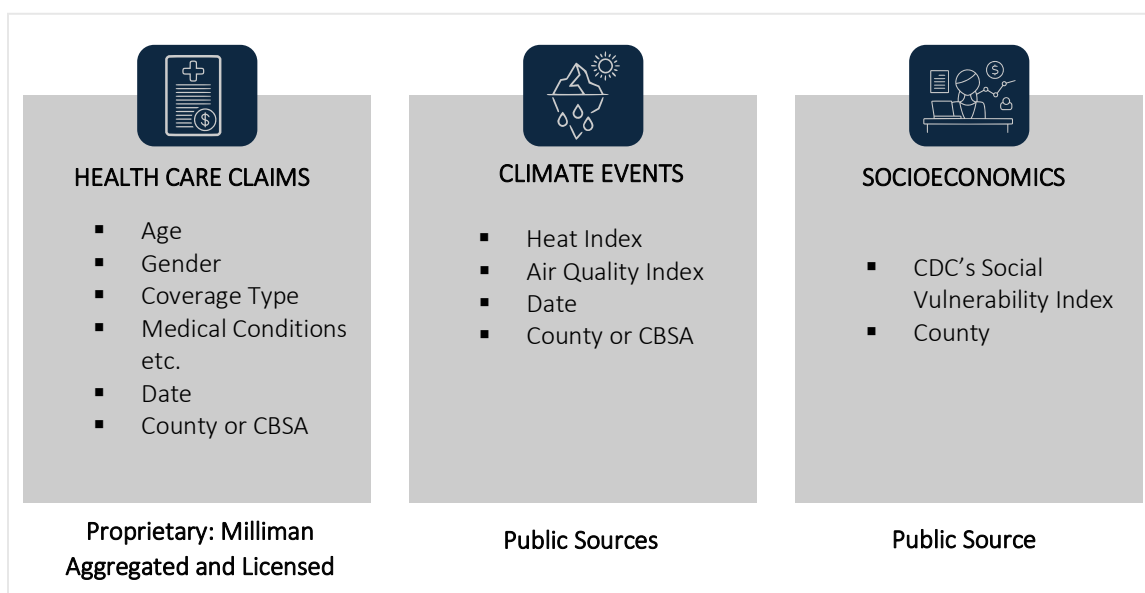 HEALTH CARE CLAIMS
Age
Gender
Coverage Type
Medical Conditions
etc.
Date
County or CBSA
Proprietary: Milliman
Aggregated and Licensed
CLIMATE EVENTS
Heat Index
Air Quality Index
Date
County or CBSA
Public Sources
SOCIOECONOMICS
CDC’s Social
Vulnerability Index
County
Public Source